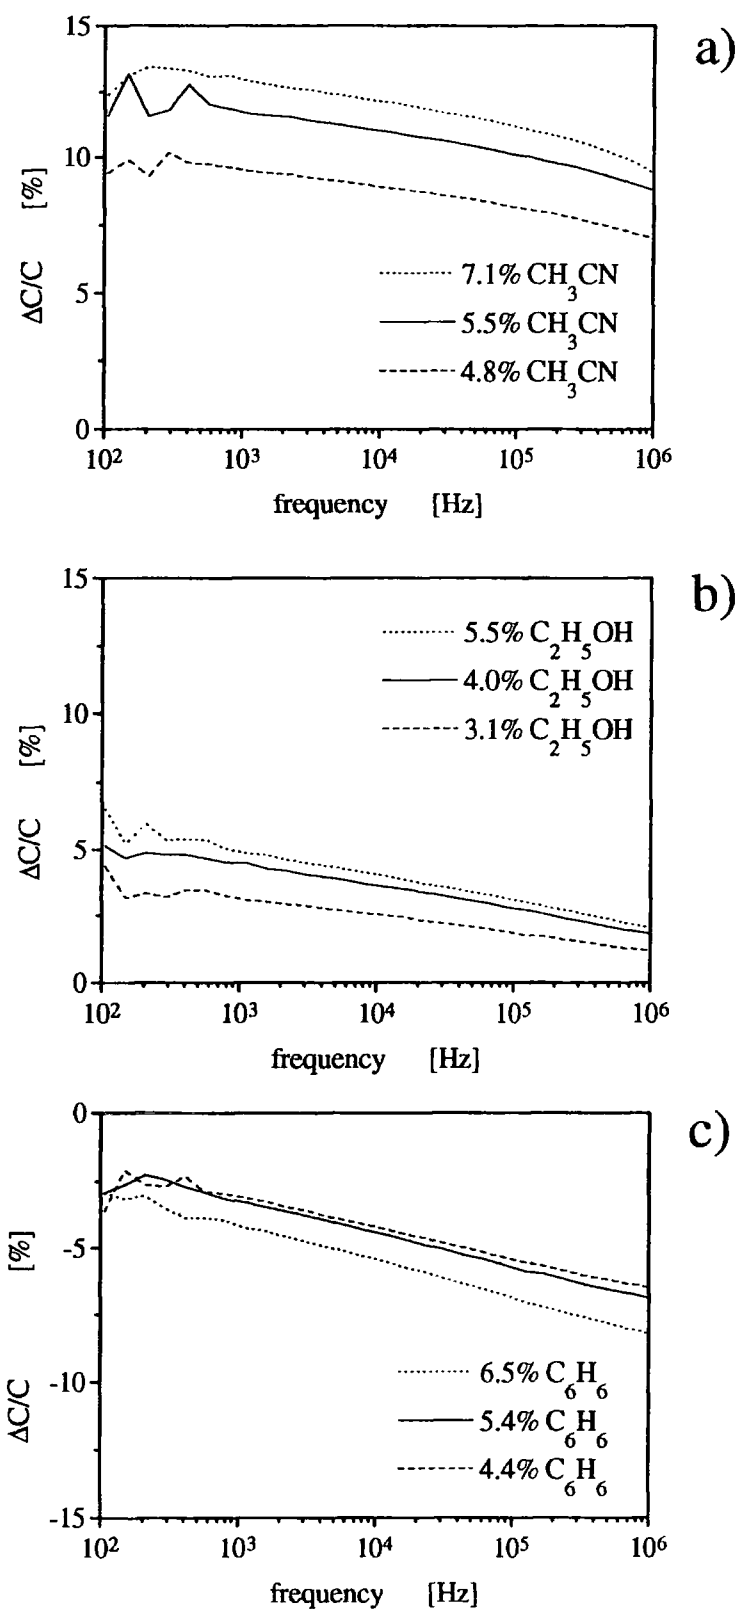 a)
15
10
5
0
ΔC/C [%]
7.1% CH3CN
5.5% CH3CN
4.8% CH3CN
10² 10³ 10⁴ 10⁵ 10⁶
frequency [Hz]
b)
15
10
5
0
ΔC/C [%]
5.5% C2H5OH
4.0% C2H5OH
3.1% C2H5OH
10² 10³ 10⁴ 10⁵ 10⁶
frequency [Hz]
c)
0
-5
-10
-15
ΔC/C [%]
6.5% C6H6
5.4% C6H6
4.4% C6H6
10² 10³ 10⁴ 10⁵ 10⁶
frequency [Hz]